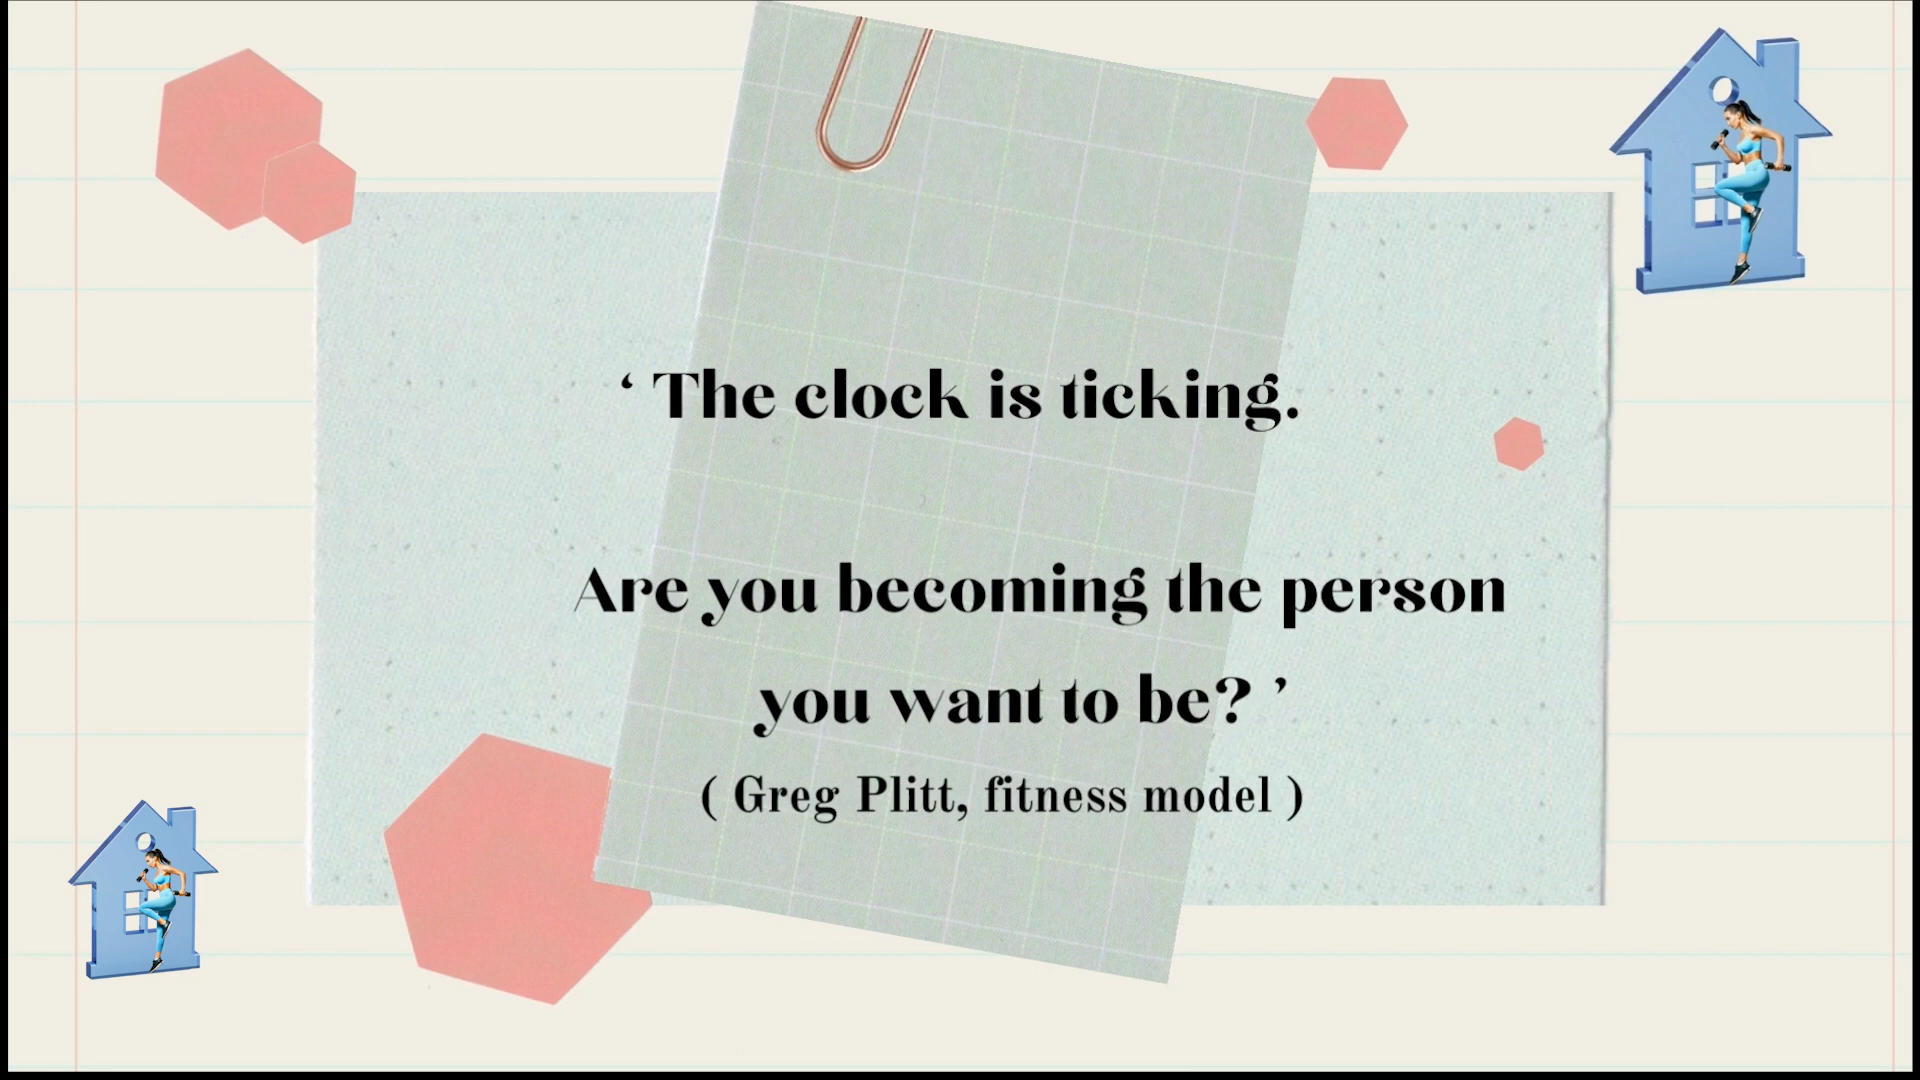 ‘ The clock is ticking.
Are you becoming the person
you want to be? ’
( Greg Plitt, fitness model )